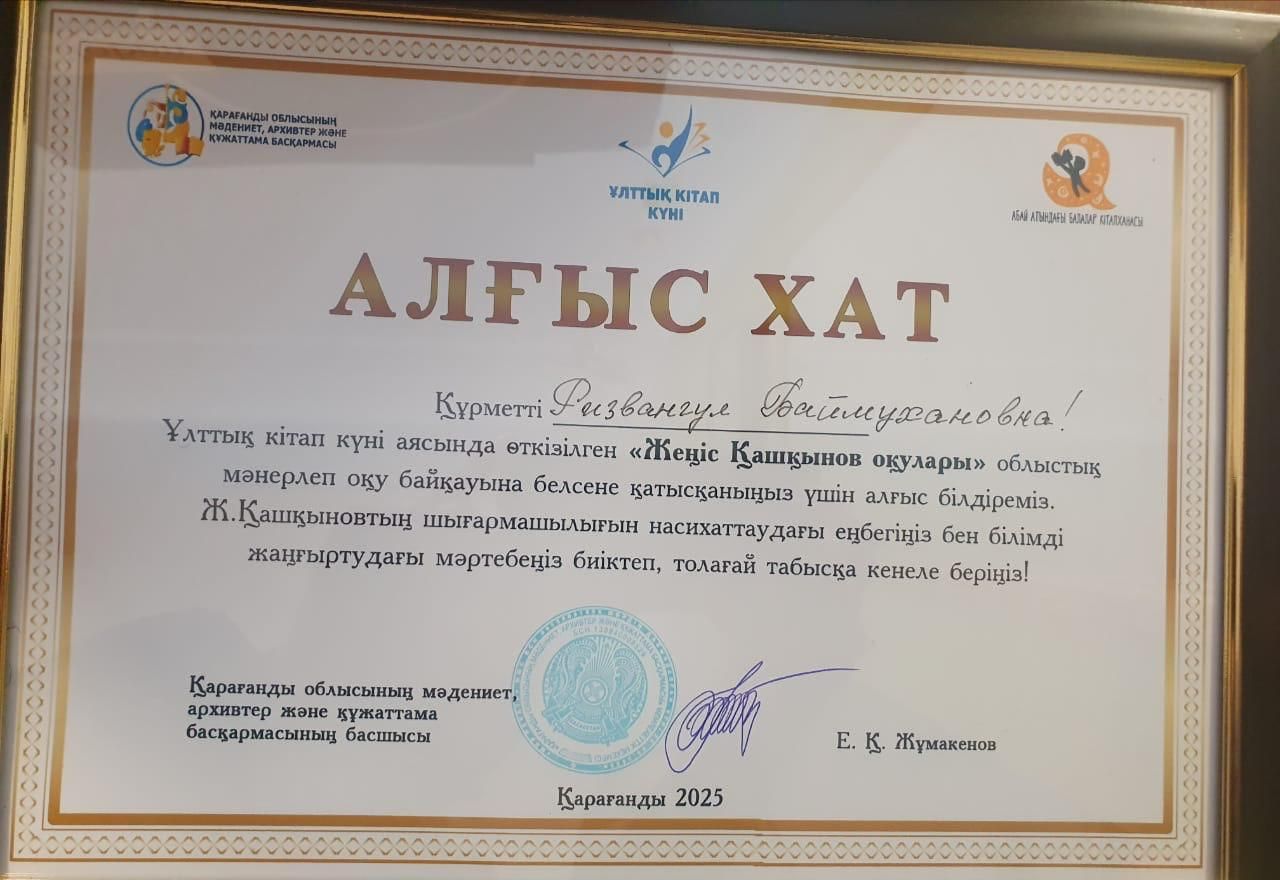 ҚАРАҒАНДЫ ОБЛЫСЫНЫҢ
МӘДЕНИЕТ, АРХИВТЕР ЖӘНЕ
ҚҰЖАТТАМА БАСҚАРМАСЫ
ҰЛТТЫҚ КІТАП
КҮНІ
АБАЙ АТЫНДАҒЫ БАЛАЛАР КІТАПХАНАСЫ
АЛҒЫС ХАТ
Құрметті Ризвангул Баймухановна!
Ұлттық кітап күні аясында өткізілген «Жеңіс Қашқынов оқулары» облыстық
мәнерлеп оқу байқауына белсене қатысқаныңыз үшін алғыс білдіреміз.
Ж.Қашқыновтың шығармашылығын насихаттаудағы еңбегіңіз бен білімді
жаңғыртудағы мәртебеңіз биіктеп, толағай табысқа кенеле беріңіз!
Қарағанды облысының мәдениет,
архивтер және құжаттама
басқармасының басшысы
Е. Қ. Жұмакенов
Қарағанды 2025